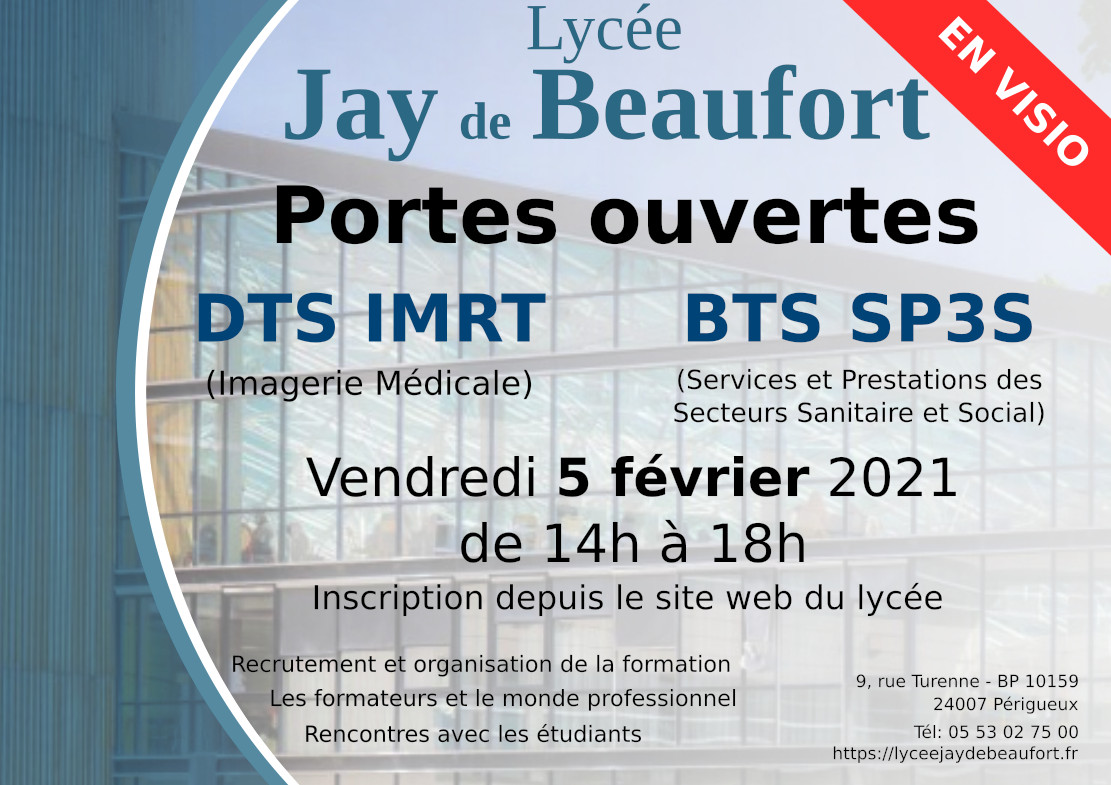 Lycée
Jay de Beaufort
EN VISIO
Portes ouvertes
DTS IMRT
(Imagerie Médicale)
BTS SP3S
(Services et Prestations des
Secteurs Sanitaire et Social)
Vendredi 5 février 2021
de 14h à 18h
Inscription depuis le site web du lycée
Recrutement et organisation de la formation
Les formateurs et le monde professionnel
Rencontres avec les étudiants
9, rue Turenne - BP 10159
24007 Périgueux
Tél: 05 53 02 75 00
https://lyceejaydebeaufort.fr